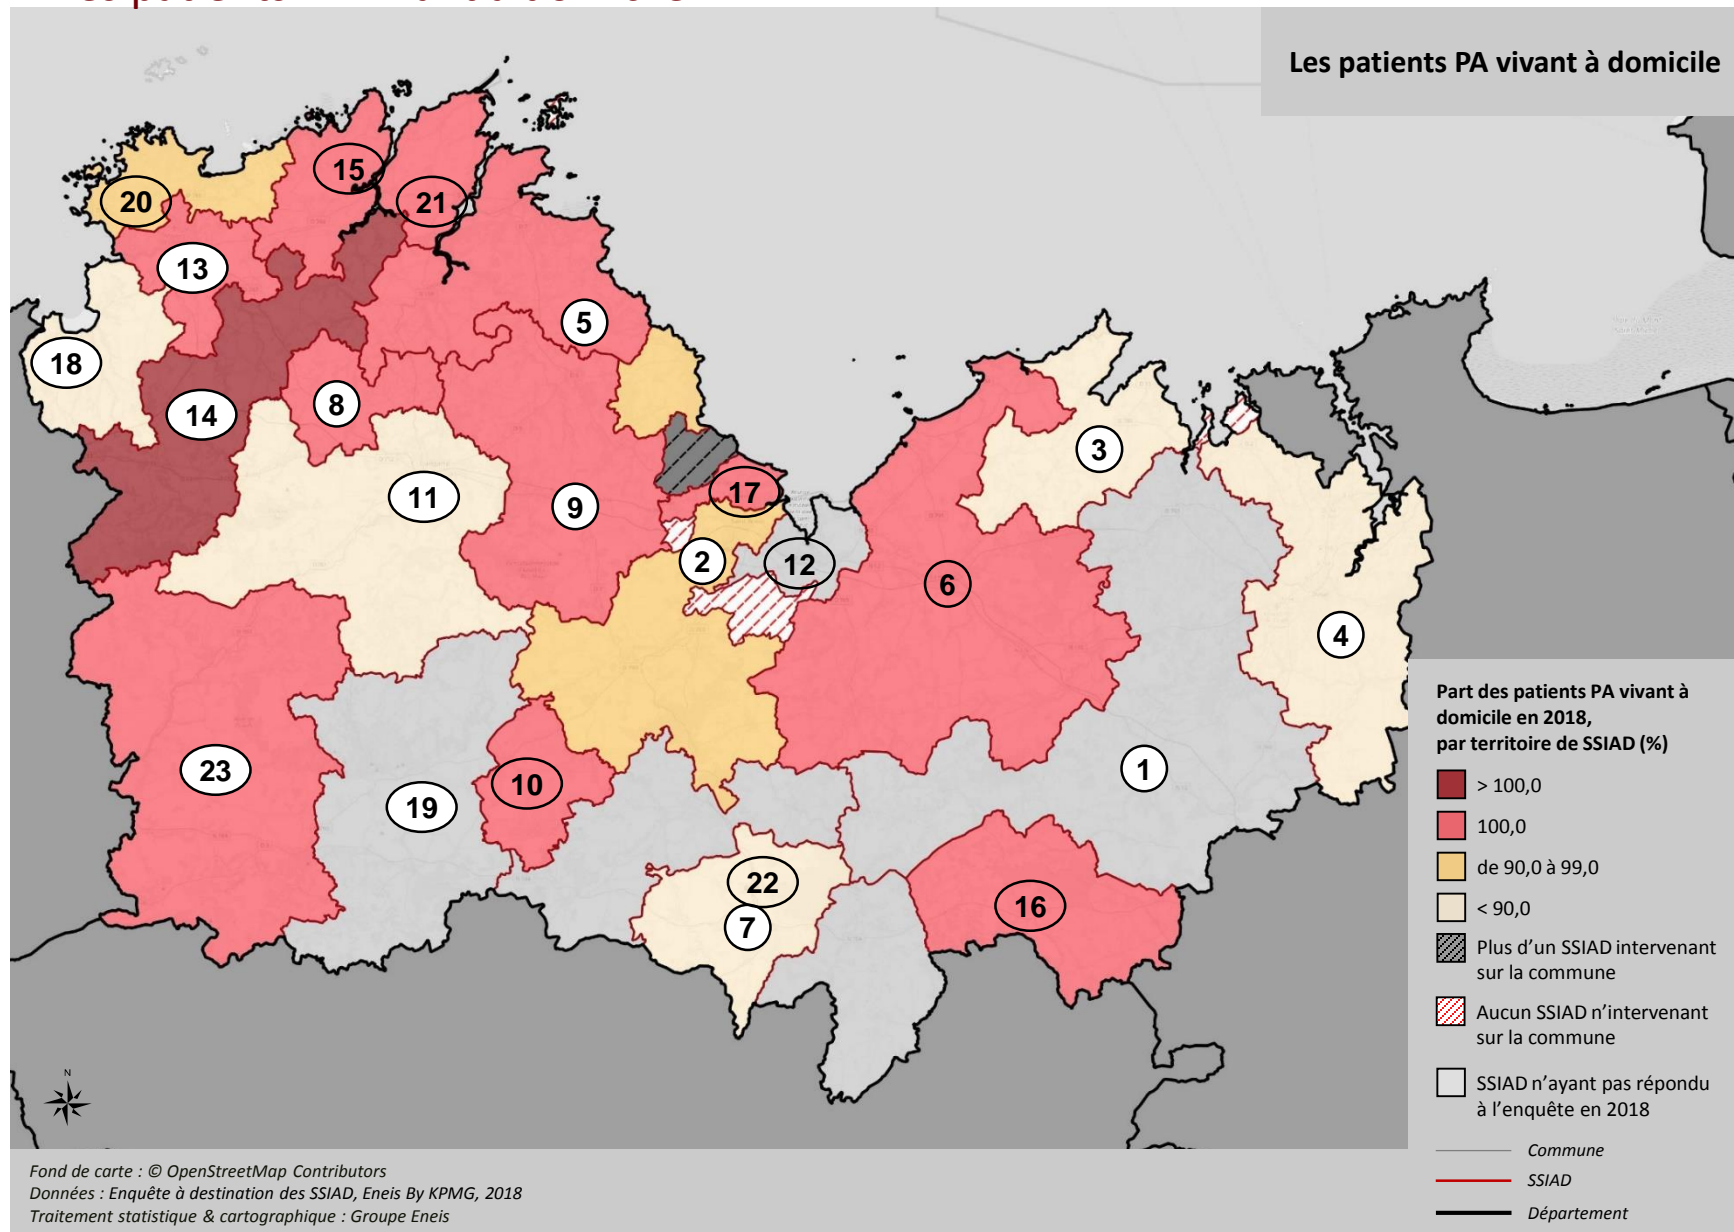 Les patients PA vivant à domicile
15
20
21
13
5
18
8
14
3
11
17
9
2
12
6
4
23
10
19
1
22
7
16
Part des patients PA vivant à
domicile en 2018,
par territoire de SSIAD (%)
> 100,0
100,0
de 90,0 à 99,0
< 90,0
Plus d'un SSIAD intervenant
sur la commune
Aucun SSIAD n'intervenant
sur la commune
SSIAD n'ayant pas répondu
à l'enquête en 2018
Commune
SSIAD
Département
N
Fond de carte : © OpenStreetMap Contributors
Données : Enquête à destination des SSIAD, Eneis By KPMG, 2018
Traitement statistique & cartographique : Groupe Eneis